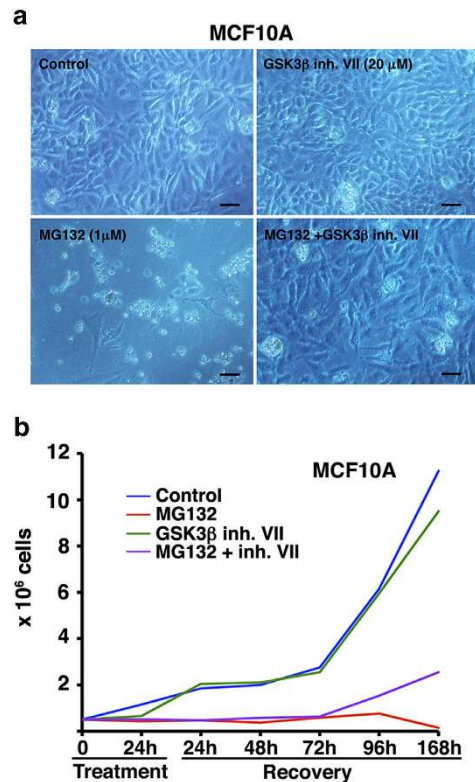 a
MCF10A
Control
GSK3β inh. VII (20 μM)
MG132 (1μM)
MG132 +GSK3β inh. VII
b
12
10
8
6
4
2
x 10⁶ cells
MCF10A
Control
MG132
GSK3β inh. VII
MG132 + inh. VII
0 24h 24h 48h 72h 96h 168h
Treatment Recovery